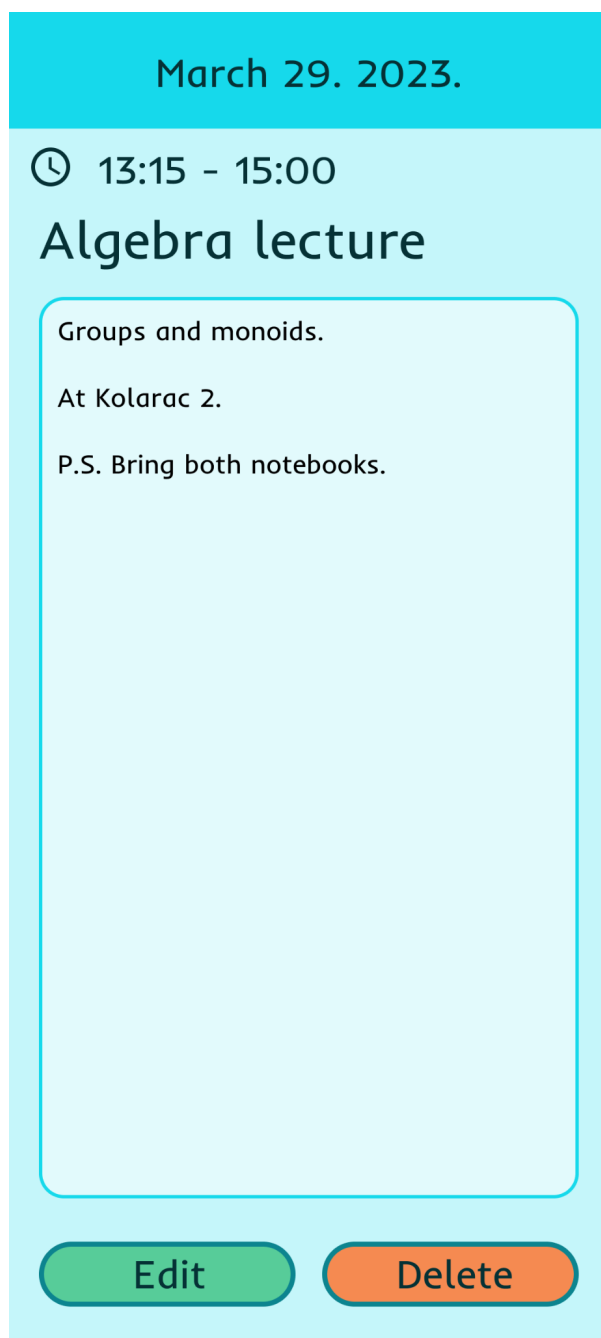 March 29. 2023.
13:15 - 15:00
Algebra lecture
Groups and monoids.
At Kolarac 2.
P.S. Bring both notebooks.
Edit
Delete